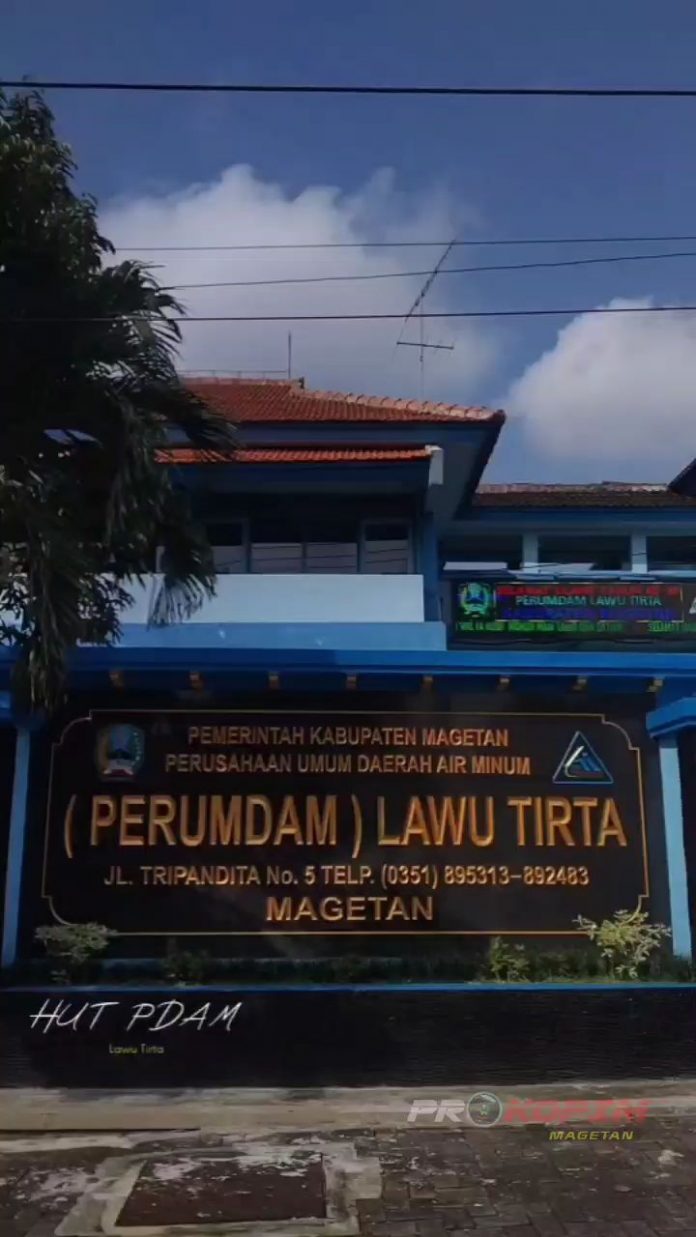 PERUMDAM LAWU TIRTA
PEMERINTAH KABUPATEN MAGETAN
PERUSAHAAN UMUM DAERAH AIR MINUM
( PERUMDAM ) LAWU TIRTA
JL. TRIPANDITA No. 5 TELP. (0351) 895313–892483
MAGETAN
HUT PDAM
Lawu Tirta
PROKOPIM
MAGETAN